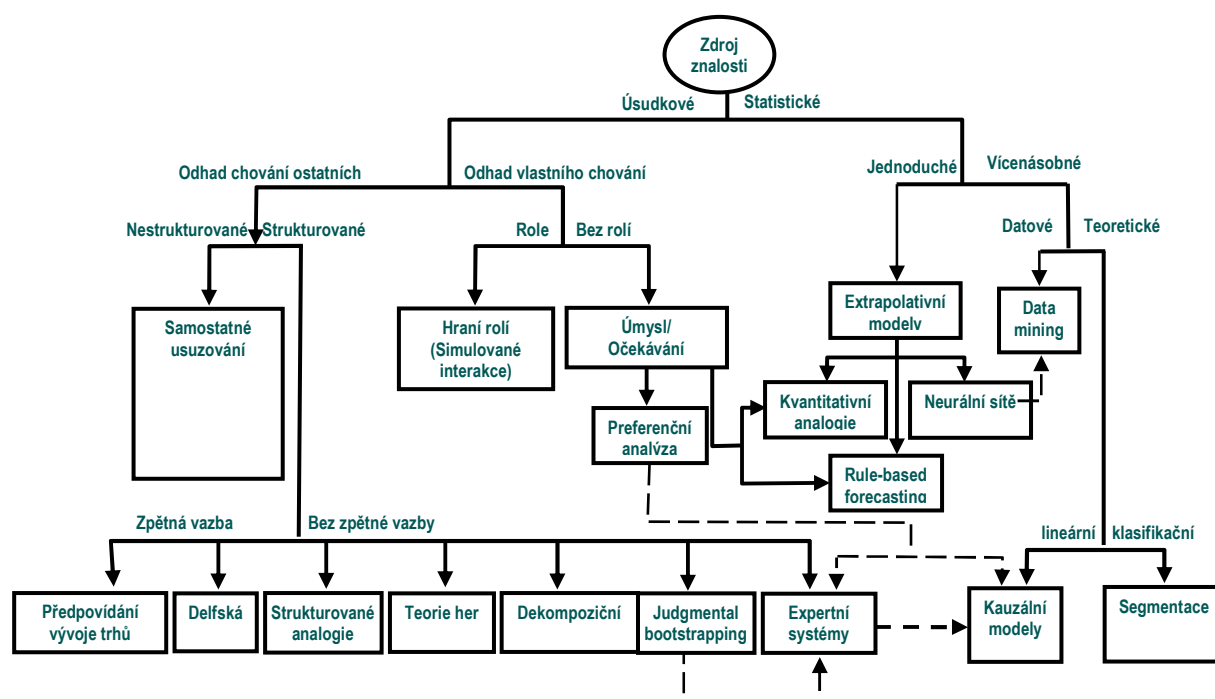 Zdroj
znalosti
Úsudkové
Statistické
Odhad chování ostatních
Odhad vlastního chování
Jednoduché
Vícenásobné
Nestrukturované
Strukturované
Role
Bez rolí
Datové
Teoretické
Samostatné
usuzování
Hraní rolí
(Simulované
interakce)
Úmysl/
Očekávání
Extrapolativní
modely
Data
mining
Preferenční
analýza
Kvantitativní
analogie
Neurální sítě
Rule-based
forecasting
Zpětná vazba
Bez zpětné vazby
lineární
klasifikační
Předpovídání
vývoje trhů
Delfská
Strukturované
analogie
Teorie her
Dekompoziční
Judgmental
bootstrapping
Expertní
systémy
Kauzální
modely
Segmentace